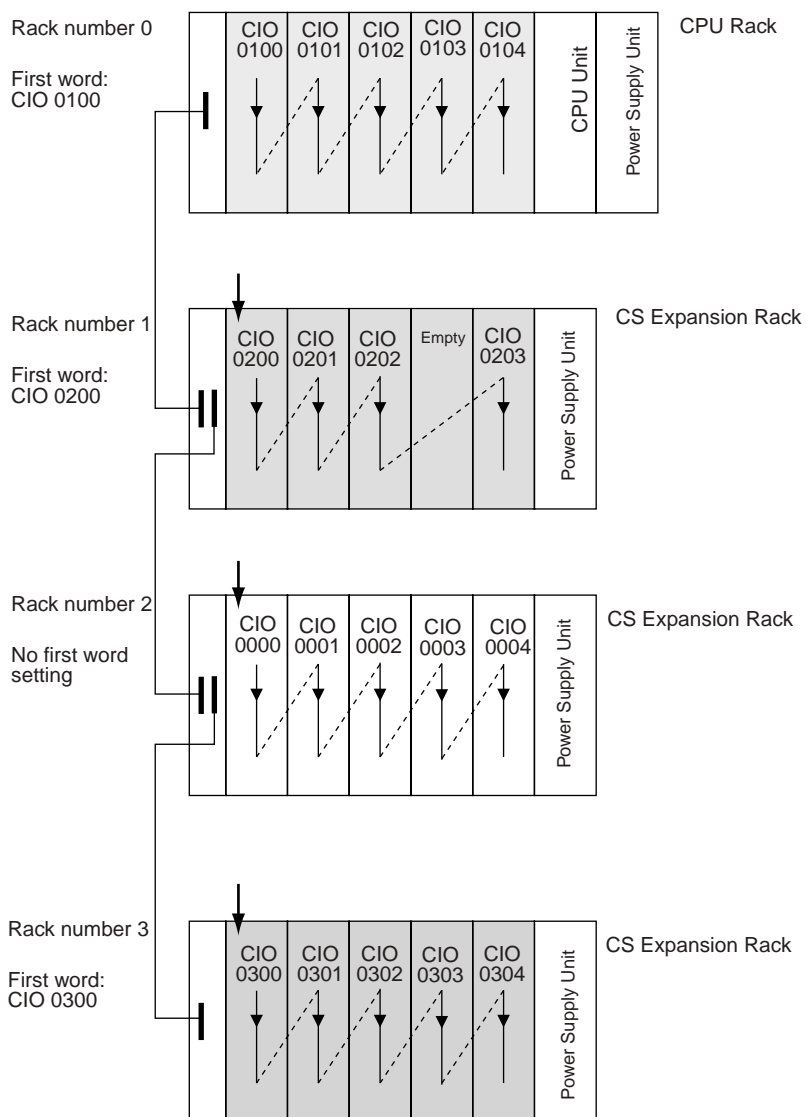 Rack number 0
First word:
CIO 0100
CIO
0100
CIO
0101
CIO
0102
CIO
0103
CIO
0104
CPU Unit
Power Supply Unit
CPU Rack
Rack number 1
First word:
CIO 0200
CIO
0200
CIO
0201
CIO
0202
Empty
CIO
0203
Power Supply Unit
CS Expansion Rack
Rack number 2
No first word
setting
CIO
0000
CIO
0001
CIO
0002
CIO
0003
CIO
0004
Power Supply Unit
CS Expansion Rack
Rack number 3
First word:
CIO 0300
CIO
0300
CIO
0301
CIO
0302
CIO
0303
CIO
0304
Power Supply Unit
CS Expansion Rack